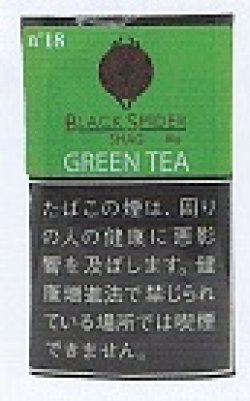 n°18
BLACK SPIDER
SHAG
GREEN TEA
たばこの煙は、周り
の人の健康に悪影
響を及ぼします。健
康増進法で禁じられ
ている場所では喫煙
できません。